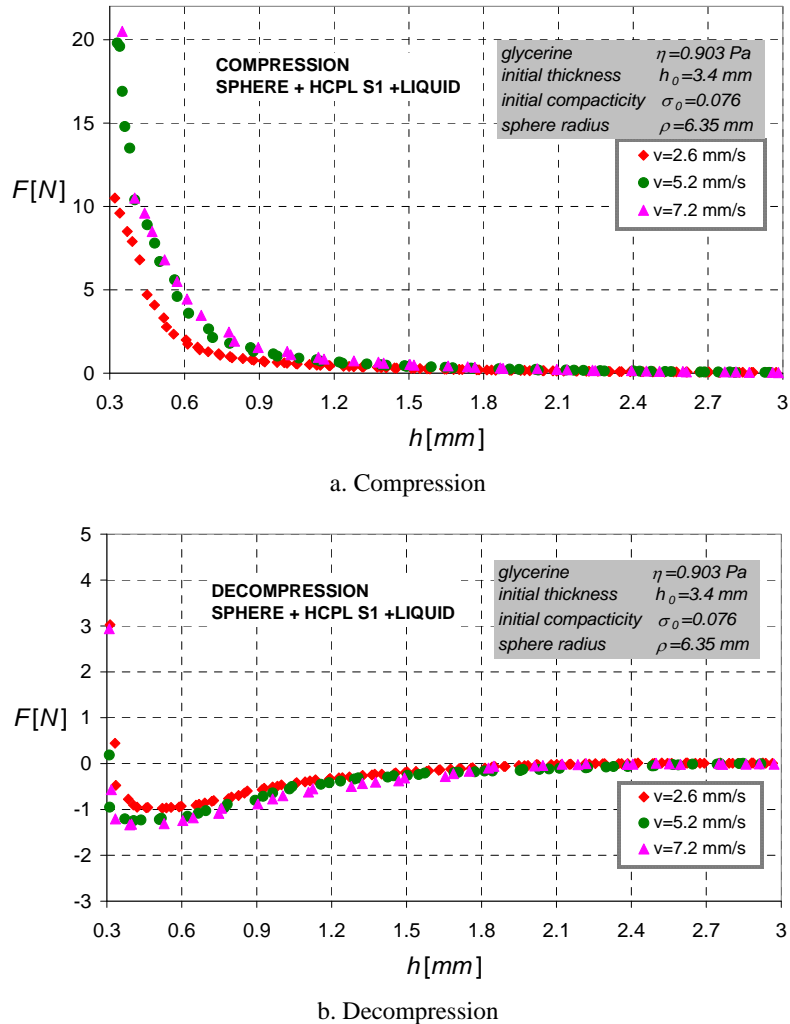 20
15
10
5
0
F[N]
COMPRESSION
SPHERE + HCPL S1 +LIQUID
glycerine η=0.903 Pa
initial thickness h₀=3.4 mm
initial compacticity σ₀=0.076
sphere radius ρ=6.35 mm
v=2.6 mm/s
v=5.2 mm/s
v=7.2 mm/s
0.3 0.6 0.9 1.2 1.5 1.8 2.1 2.4 2.7 3
h[mm]
a. Compression
5
4
3
2
1
0
-1
-2
-3
F[N]
DECOMPRESSION
SPHERE + HCPL S1 +LIQUID
glycerine η=0.903 Pa
initial thickness h₀=3.4 mm
initial compacticity σ₀=0.076
sphere radius ρ=6.35 mm
v=2.6 mm/s
v=5.2 mm/s
v=7.2 mm/s
0.3 0.6 0.9 1.2 1.5 1.8 2.1 2.4 2.7 3
h[mm]
b. Decompression